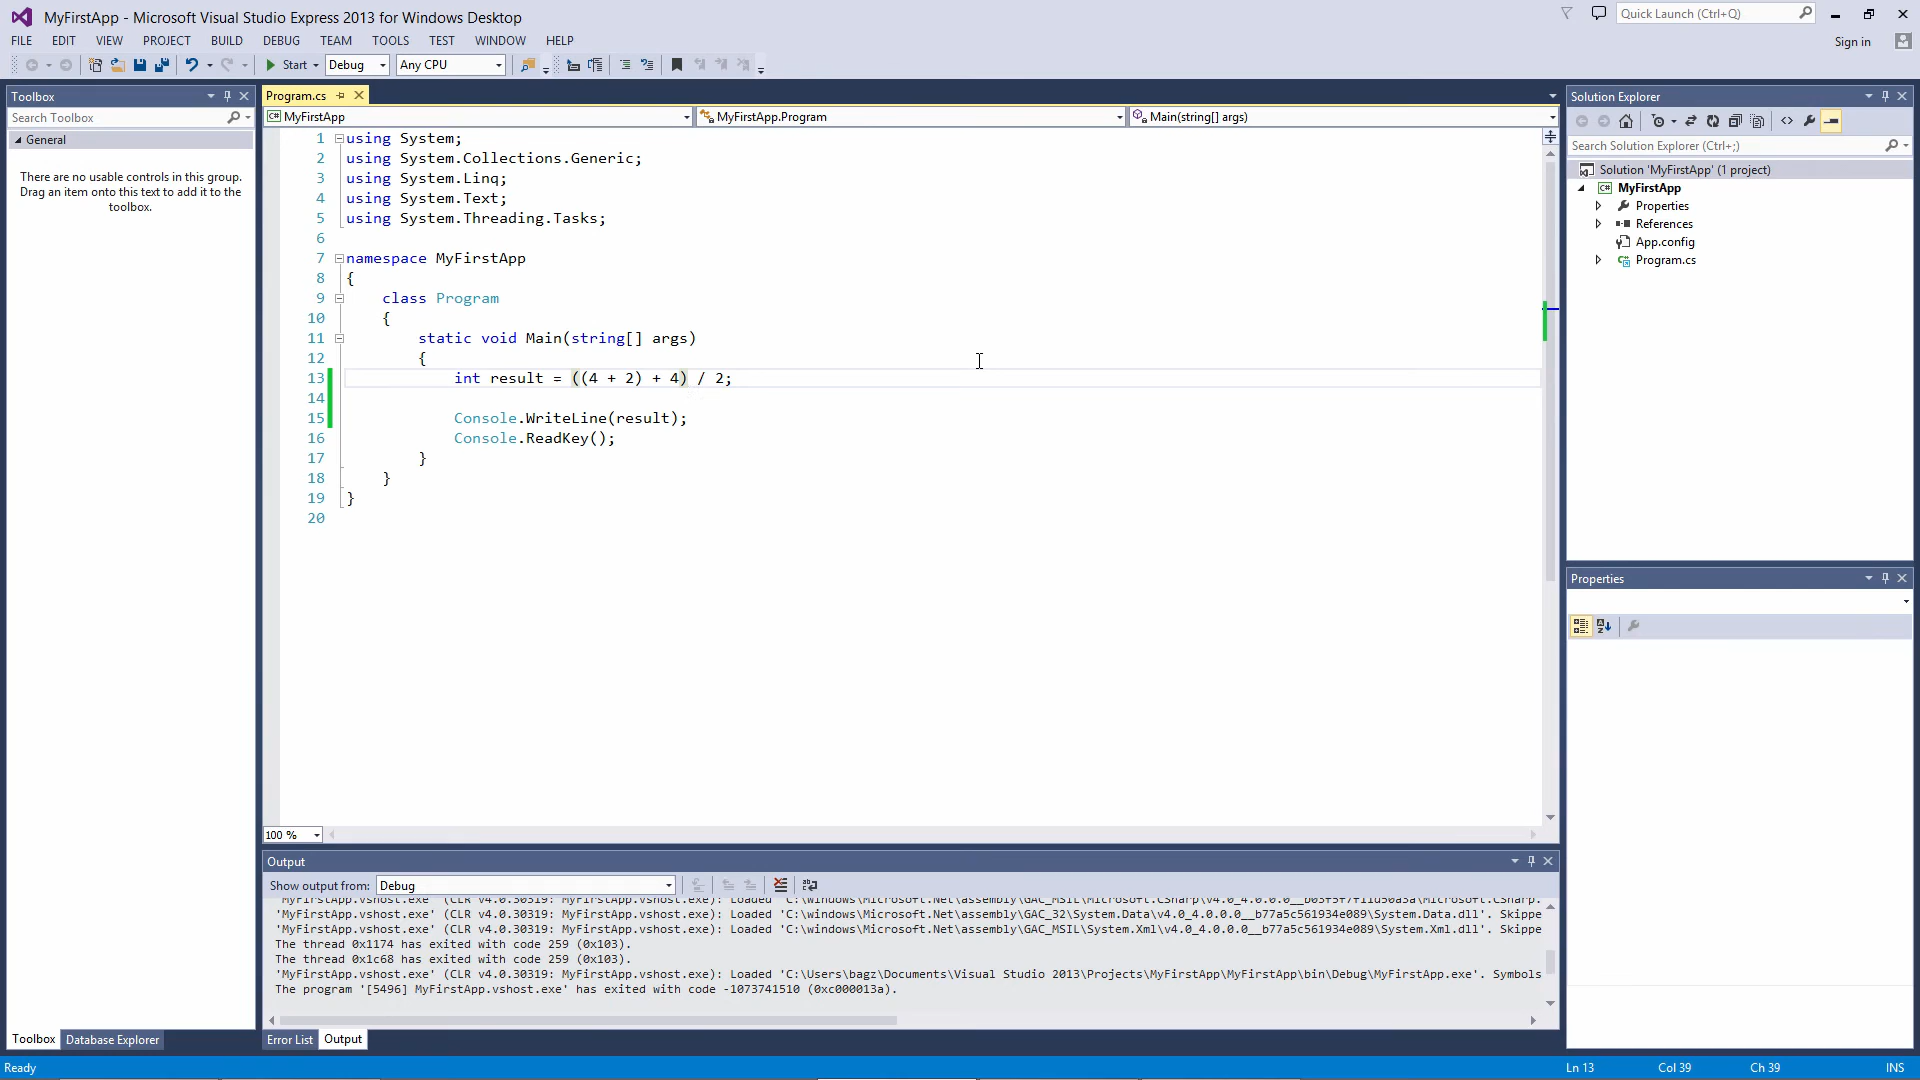 MyFirstApp - Microsoft Visual Studio Express 2013 for Windows Desktop
Quick Launch (Ctrl+Q)
FILE EDIT VIEW PROJECT BUILD DEBUG TEAM TOOLS TEST WINDOW HELP
Sign in
Start Debug Any CPU
Toolbox
Search Toolbox
General
There are no usable controls in this group.
Drag an item onto this text to add it to the
toolbox.
Program.cs
MyFirstApp MyFirstApp.Program Main(string[] args)
1 using System;
2 using System.Collections.Generic;
3 using System.Linq;
4 using System.Text;
5 using System.Threading.Tasks;
6
7 namespace MyFirstApp
8 {
9 class Program
10 {
11 static void Main(string[] args)
12 {
13 int result = ((4 + 2) + 4) / 2;
14
15 Console.WriteLine(result);
16 Console.ReadKey();
17 }
18 }
19 }
20
100 %
Solution Explorer
Search Solution Explorer (Ctrl+;)
Solution 'MyFirstApp' (1 project)
MyFirstApp
Properties
References
App.config
Program.cs
Properties
Output
Show output from: Debug
'MyFirstApp.vshost.exe' (CLR v4.0.30319: MyFirstApp.vshost.exe): Loaded 'C:\windows\Microsoft.Net\assembly\GAC_32\System.Data\v4.0_4.0.0.0__b77a5c561934e089\System.Data.dll'. Skippe
'MyFirstApp.vshost.exe' (CLR v4.0.30319: MyFirstApp.vshost.exe): Loaded 'C:\windows\Microsoft.Net\assembly\GAC_MSIL\System.Xml\v4.0_4.0.0.0__b77a5c561934e089\System.Xml.dll'. Skippe
The thread 0x1174 has exited with code 259 (0x103).
The thread 0x1c68 has exited with code 259 (0x103).
'MyFirstApp.vshost.exe' (CLR v4.0.30319: MyFirstApp.vshost.exe): Loaded 'C:\Users\bagz\Documents\Visual Studio 2013\Projects\MyFirstApp\MyFirstApp\bin\Debug\MyFirstApp.exe'. Symbols
The program '[5496] MyFirstApp.vshost.exe' has exited with code -1073741510 (0xc000013a).
Toolbox Database Explorer
Error List Output
Ready
Ln 13 Col 39 Ch 39 INS